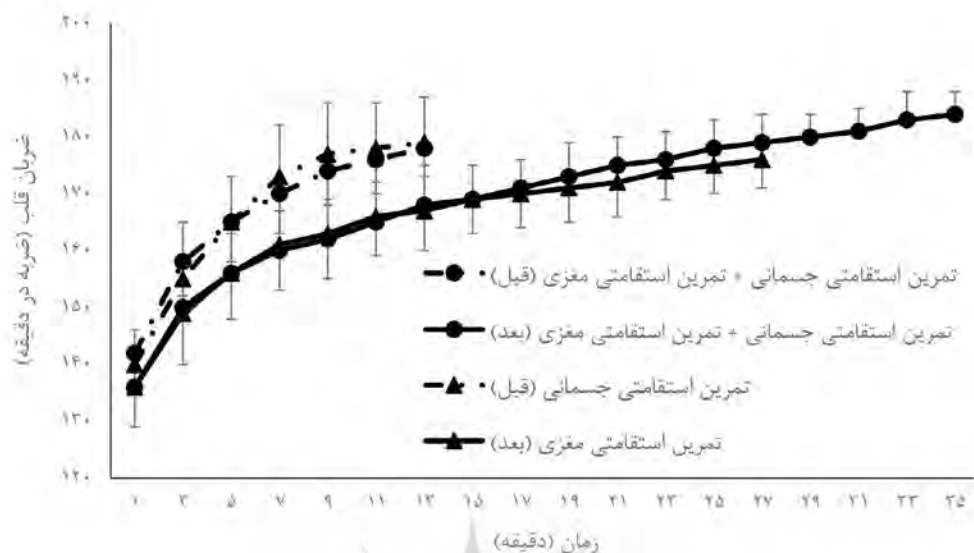 ۲۰۰
۱۹۰
۱۸۰
۱۷۰
۱۶۰
۱۵۰
۱۴۰
۱۳۰
۱۲۰
ضربان قلب (ضربه در دقیقه)
تمرین استقامتی جسمانی + تمرین استقامتی مغزی (قبل)
تمرین استقامتی جسمانی + تمرین استقامتی مغزی (بعد)
تمرین استقامتی جسمانی (قبل)
تمرین استقامتی مغزی (بعد)
۱ ۳ ۵ ۷ ۹ ۱۱ ۱۳ ۱۵ ۱۷ ۱۹ ۲۱ ۲۳ ۲۵ ۲۷ ۲۹ ۳۱ ۳۳ ۳۵
زمان (دقیقه)